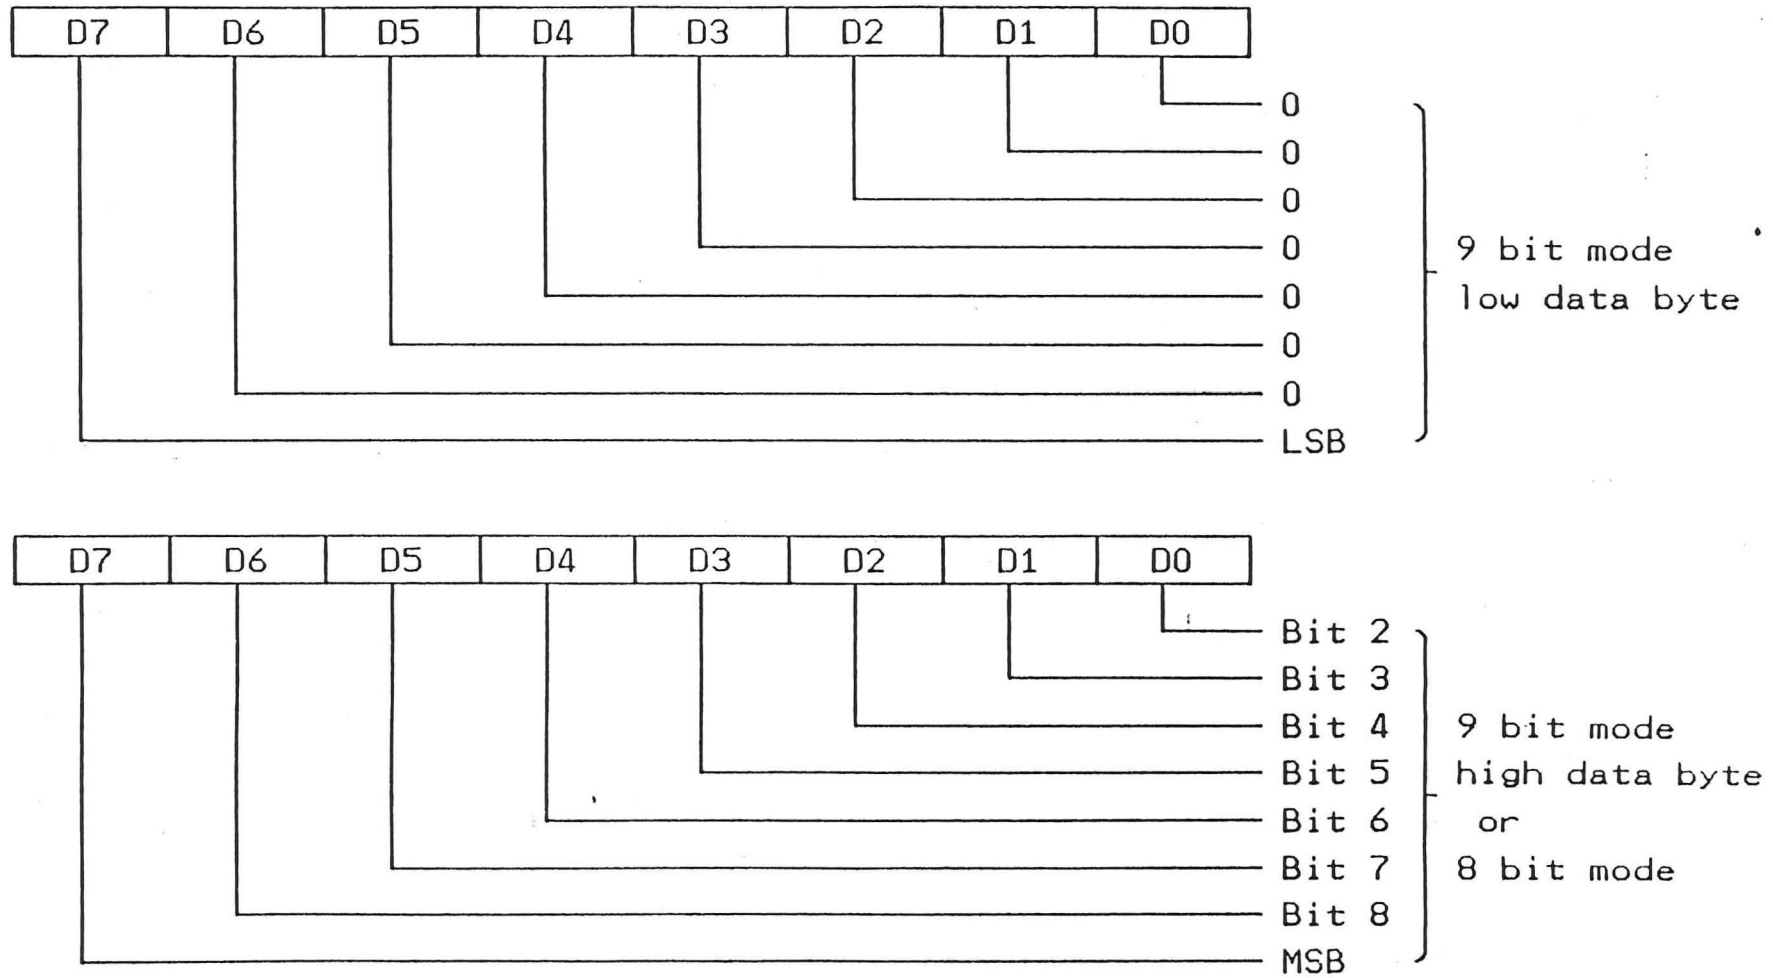 D7 D6 D5 D4 D3 D2 D1 D0
0
0
0
0
9 bit mode
0
low data byte
0
0
LSB
D7 D6 D5 D4 D3 D2 D1 D0
Bit 2
Bit 3
Bit 4
9 bit mode
Bit 5
high data byte
Bit 6
or
Bit 7
8 bit mode
Bit 8
MSB